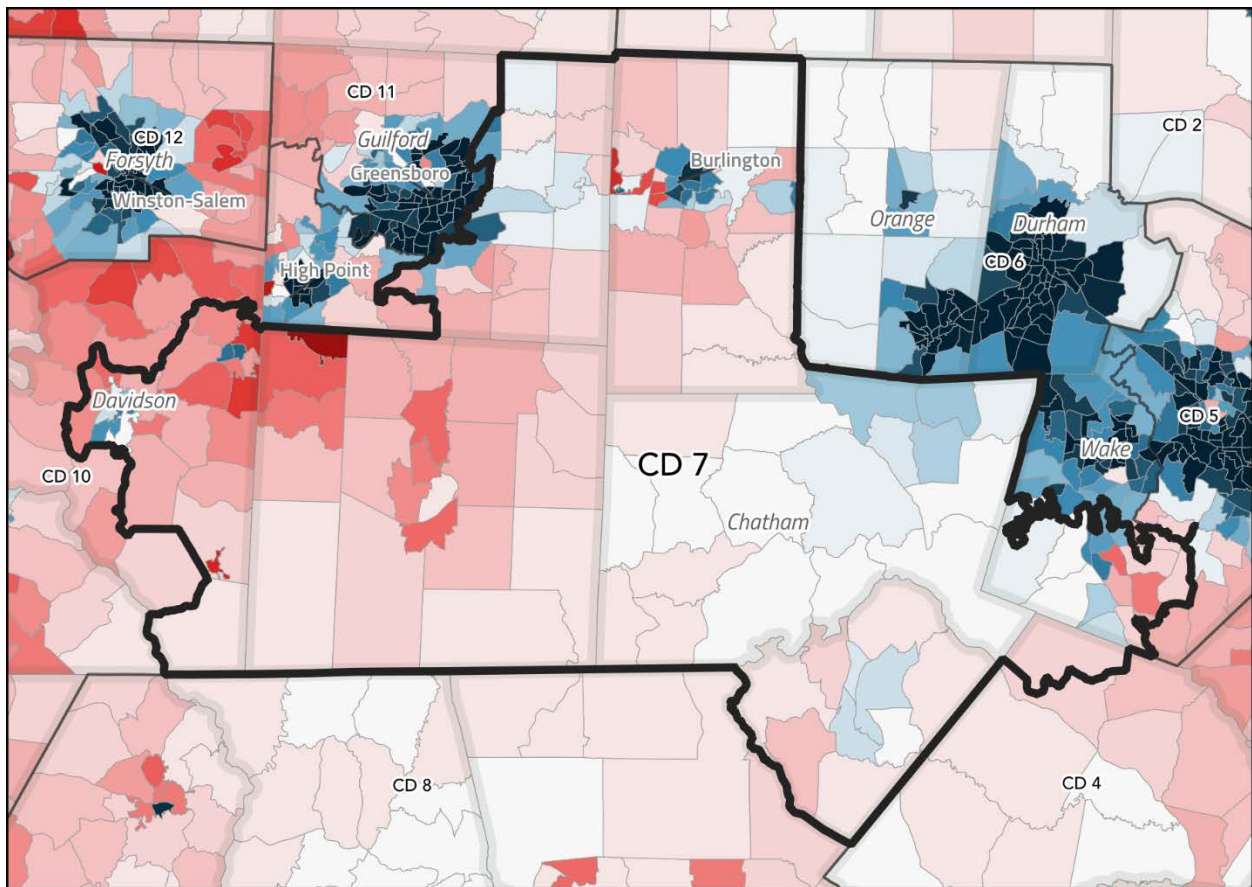 CD 11
CD 2
CD 12
Guilford
Forsyth
Greensboro
Burlington
Winston-Salem
Orange
Durham
CD 6
High Point
Davidson
CD 5
Wake
CD 7
CD 10
Chatham
CD 8
CD 4